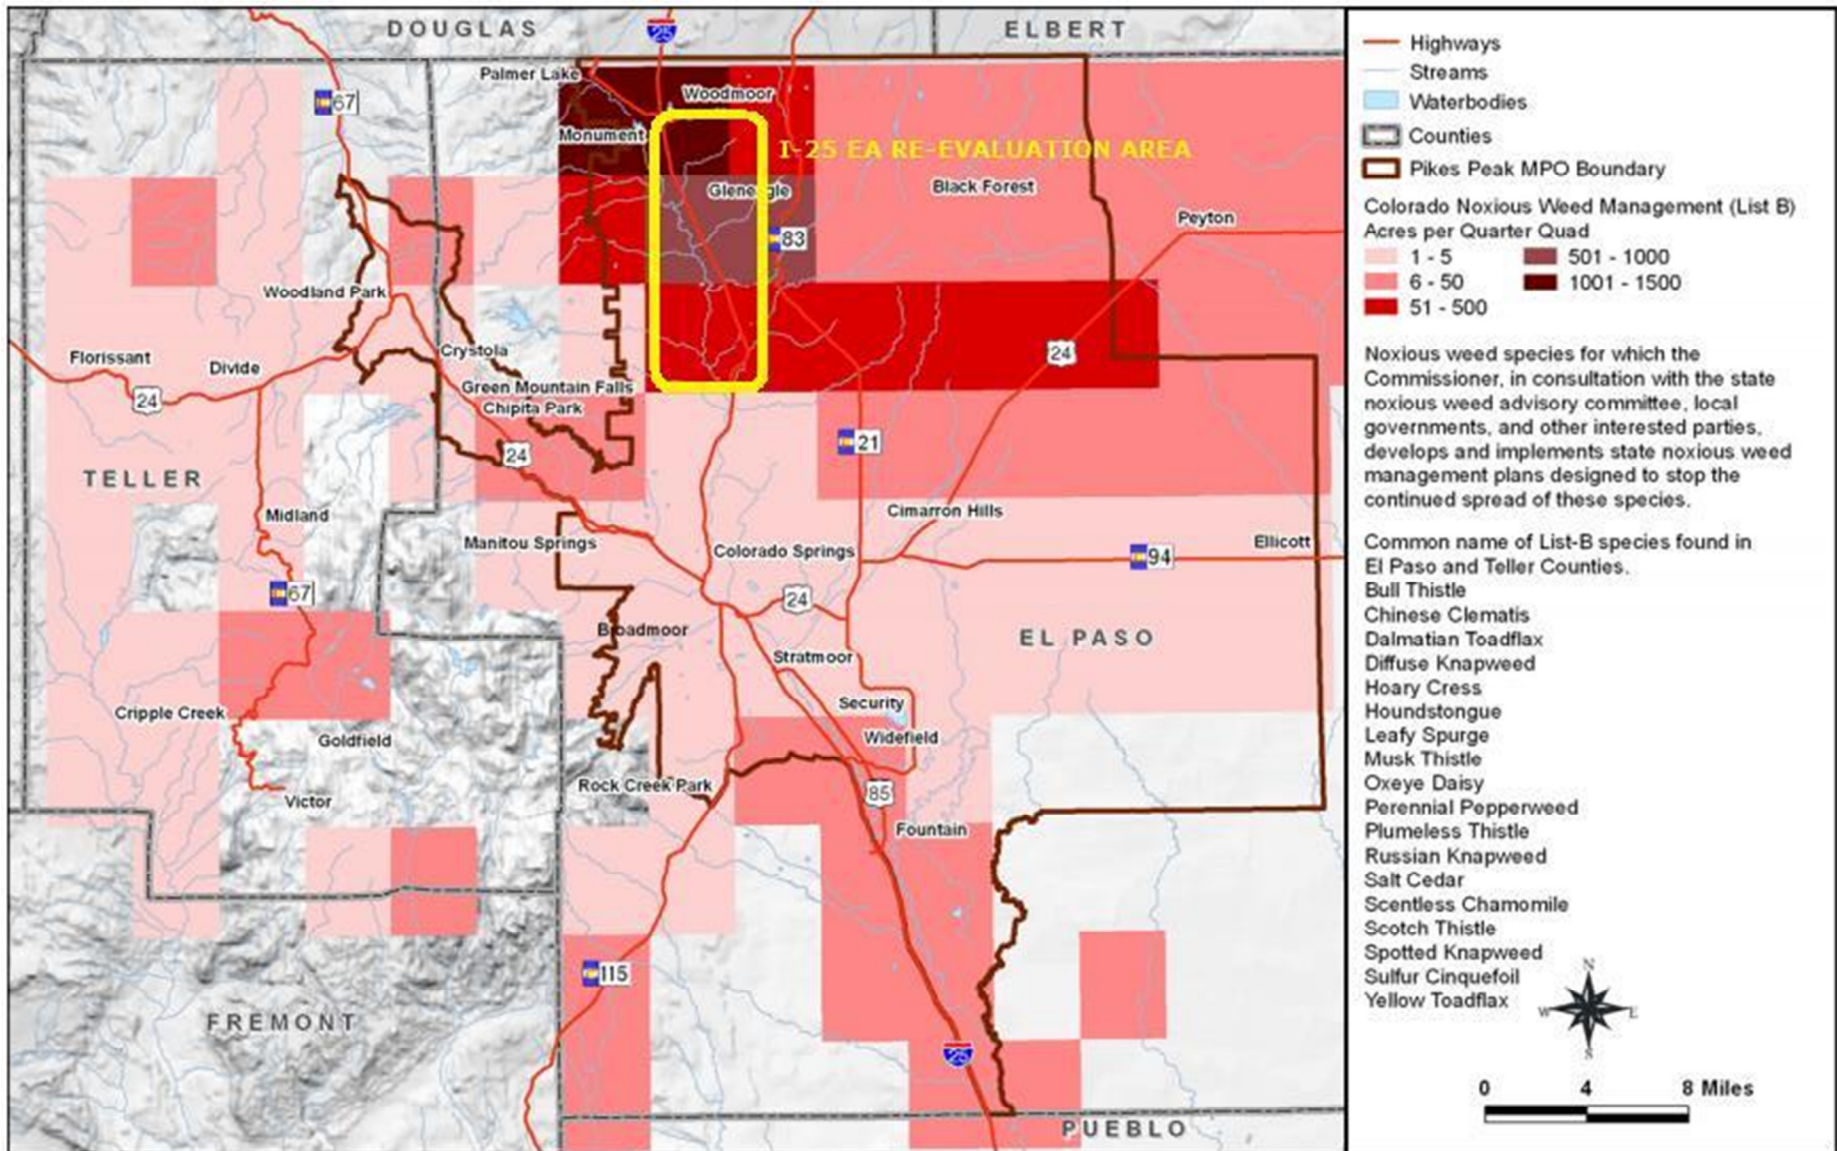 DOUGLAS
25
ELBERT
Palmer Lake
67
Woodmoor
Monument
I-25 EA RE-EVALUATION AREA
Gleneagle
Black Forest
Peyton
83
Woodland Park
Crystola
24
Florissant
Divide
24
Green Mountain Falls
Chipita Park
24
21
TELLER
Midland
Cimarron Hills
Manitou Springs
Colorado Springs
94
Ellicott
67
24
Broadmoor
EL PASO
Stratmoor
Security
Cripple Creek
Goldfield
Widefield
Rock Creek Park
85
Victor
Fountain
115
FREMONT
25
PUEBLO
Highways
Streams
Waterbodies
Counties
Pikes Peak MPO Boundary
Colorado Noxious Weed Management (List B)
Acres per Quarter Quad
1 - 5
501 - 1000
6 - 50
1001 - 1500
51 - 500
Noxious weed species for which the
Commissioner, in consultation with the state
noxious weed advisory committee, local
governments, and other interested parties,
develops and implements state noxious weed
management plans designed to stop the
continued spread of these species.
Common name of List-B species found in
El Paso and Teller Counties.
Bull Thistle
Chinese Clematis
Dalmatian Toadflax
Diffuse Knapweed
Hoary Cress
Houndstongue
Leafy Spurge
Musk Thistle
Oxeye Daisy
Perennial Pepperweed
Plumeless Thistle
Russian Knapweed
Salt Cedar
Scentless Chamomile
Scotch Thistle
Spotted Knapweed
Sulfur Cinquefoil
Yellow Toadflax
N
W
E
S
0 4 8 Miles